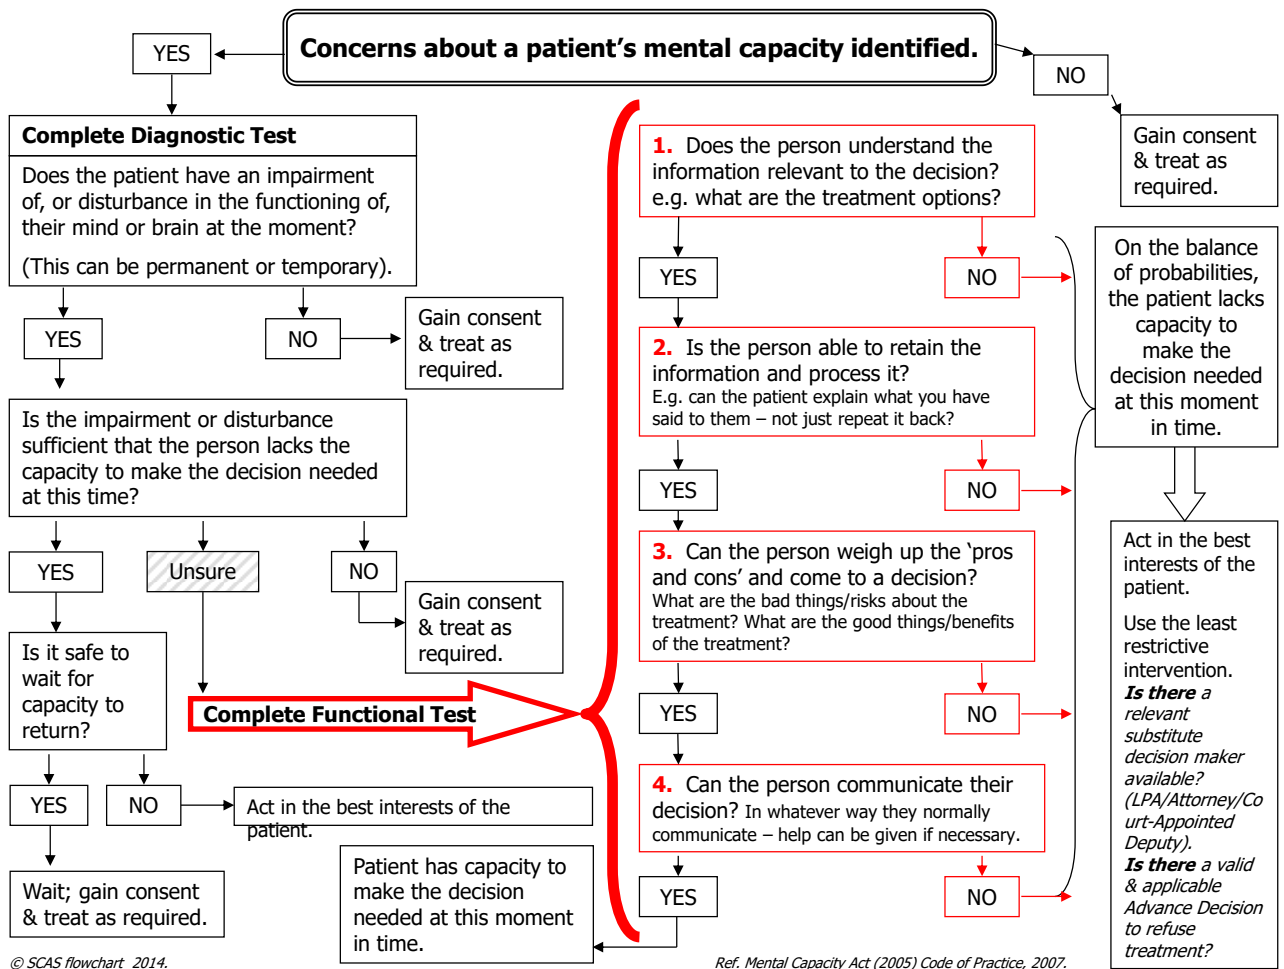 Concerns about a patient’s mental capacity identified.
YES
NO
Gain consent
& treat as
required.
Complete Diagnostic Test
Does the patient have an impairment
of, or disturbance in the functioning of,
their mind or brain at the moment?
(This can be permanent or temporary).
YES
NO
Gain consent
& treat as
required.
Is the impairment or disturbance
sufficient that the person lacks the
capacity to make the decision needed
at this time?
YES
Unsure
NO
Gain consent
& treat as
required.
Is it safe to
wait for
capacity to
return?
Complete Functional Test
YES
NO
Act in the best interests of the
patient.
Wait; gain consent
& treat as required.
Patient has capacity to
make the decision
needed at this moment
in time.
1. Does the person understand the
information relevant to the decision?
e.g. what are the treatment options?
YES
NO
2. Is the person able to retain the
information and process it?
E.g. can the patient explain what you have
said to them – not just repeat it back?
YES
NO
3. Can the person weigh up the ‘pros
and cons’ and come to a decision?
What are the bad things/risks about the
treatment? What are the good things/benefits
of the treatment?
YES
NO
4. Can the person communicate their
decision? In whatever way they normally
communicate – help can be given if necessary.
YES
NO
On the balance
of probabilities,
the patient lacks
capacity to
make the
decision needed
at this moment
in time.
Act in the best
interests of the
patient.
Use the least
restrictive
intervention.
Is there a
relevant
substitute
decision maker
available?
(LPA/Attorney/Co
urt-Appointed
Deputy).
Is there a valid
& applicable
Advance Decision
to refuse
treatment?
© SCAS flowchart 2014.
Ref. Mental Capacity Act (2005) Code of Practice, 2007.